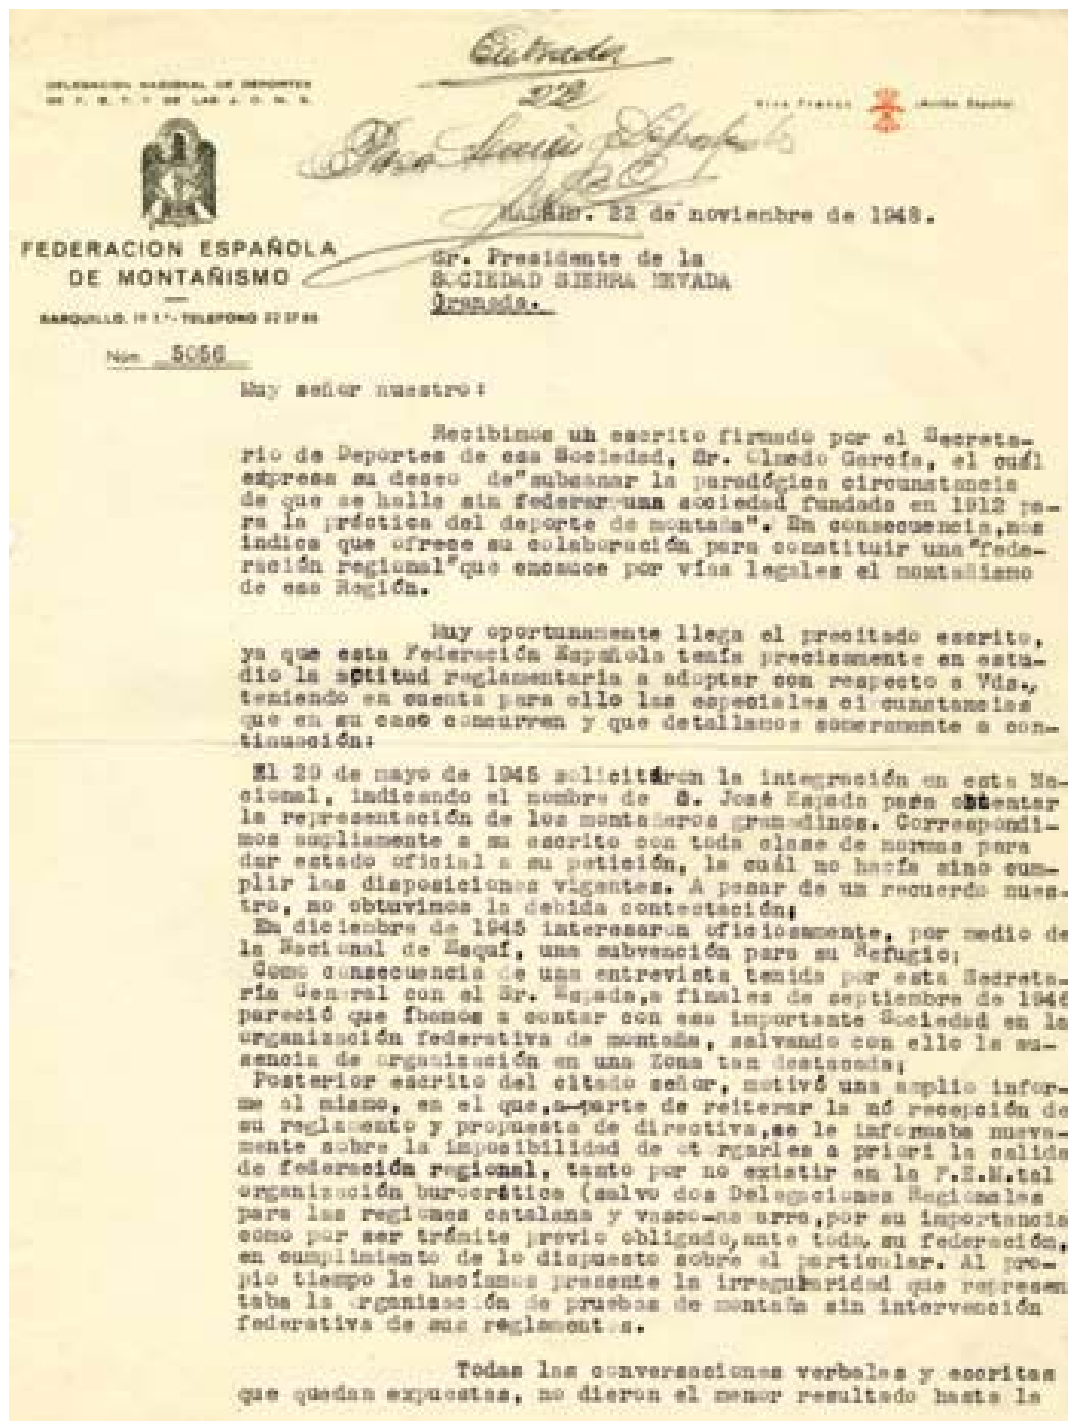 Entrada
DELEGACION NACIONAL DE DEPORTES
DE F. E. T. Y DE LAS J. O. N. S.
Viva Franco ¡Arriba España!
MADRID. 22 de noviembre de 1948.
FEDERACION ESPAÑOLA
DE MONTAÑISMO
Sr. Presidente de la
SOCIEDAD SIERRA NEVADA
Granada.
BARQUILLO, - TELEFONO 22 37 66
Núm. 5056
Muy señor nuestro:
Recibimos un escrito firmado por el Secreta-
rio de Deportes de esa Sociedad, Sr. Olmedo García, el cuál
expresa su deseo de"subsanar la paradógica circunstancia
de que se halle sin federar una sociedad fundada en 1912 pa-
ra la práctica del deporte de montaña". En consecuencia,nos
indica que ofrece su colaboración para constituir una"fede-
ración regional"que encauce por vías legales el montañismo
de esa Región.
Muy oportunamente llega el precitado escrito,
ya que esta Federación Española tenía precisamente en estu-
dio la actitud reglamentaria a adoptar con respecto a Vds.,
teniendo en cuenta para ello las especiales circunstancias
que en su caso concurren y que detallamos someramente a con-
tinuación:
El 29 de mayo de 1945 solicitaron la integración en esta Na-
cional, indicando el nombre de D. José Espada para ostentar
la representación de los montañeros granadinos. Correspondi-
mos ampliamente a su escrito con toda clase de normas para
dar estado oficial a su petición, la cuál no hacía sino cum-
plir las disposiciones vigentes. A pesar de un recuerdo nues-
tro, no obtuvimos la debida contestación;
En diciembre de 1945 interesaron oficiosamente, por medio de
la Nacional de Esquí, una subvención para su Refugio;
Como consecuencia de una entrevista tenida por esta Secreta-
ría General con el Sr. Espada,a finales de septiembre de 1946
pareció que íbamos a contar con esa importante Sociedad en la
organización federativa de montaña, salvando con ello la au-
sencia de organización en una Zona tan destacada;
Posterior escrito del citado señor, motivó una amplio infor-
me al mismo, en el que,a-parte de reiterar la nó recepción de
su reglamento y propuesta de directiva,se le informaba nueva-
mente sobre la imposibilidad de otorgarles a priori la calida
de federación regional, tanto por no existir en la F.E.M.tal
organización burocrática (salvo dos Delegaciones Regionales
para las regiones catalana y vasco-navarra,por su importancia
como por ser trámite previo obligado,ante todo, su federación,
en cumplimiento de lo dispuesto sobre el particular. Al pro-
pio tiempo le hacíamos presente la irregularidad que represen
taba la organización de pruebas de montaña sin intervención
federativa de sus reglamentos.
Todas las conversaciones verbales y escritas
que quedan expuestas, no dieron el menor resultado hasta la